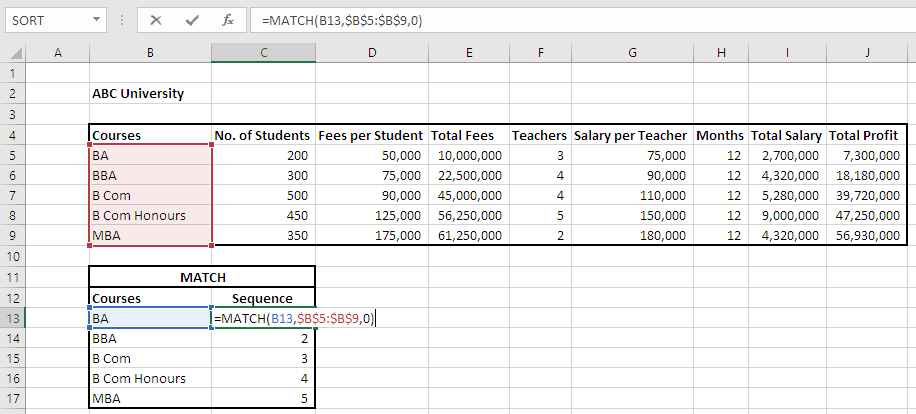 SORT =MATCH(B13,$B$5:$B$9,0)
A B C D E F G H I J
1
2 ABC University
3
4 Courses No. of Students Fees per Student Total Fees Teachers Salary per Teacher Months Total Salary Total Profit
5 BA 200 50,000 10,000,000 3 75,000 12 2,700,000 7,300,000
6 BBA 300 75,000 22,500,000 4 90,000 12 4,320,000 18,180,000
7 B Com 500 90,000 45,000,000 4 110,000 12 5,280,000 39,720,000
8 B Com Honours 450 125,000 56,250,000 5 150,000 12 9,000,000 47,250,000
9 MBA 350 175,000 61,250,000 2 180,000 12 4,320,000 56,930,000
10
11 MATCH
12 Courses Sequence
13 BA =MATCH(B13,$B$5:$B$9,0)
14 BBA 2
15 B Com 3
16 B Com Honours 4
17 MBA 5